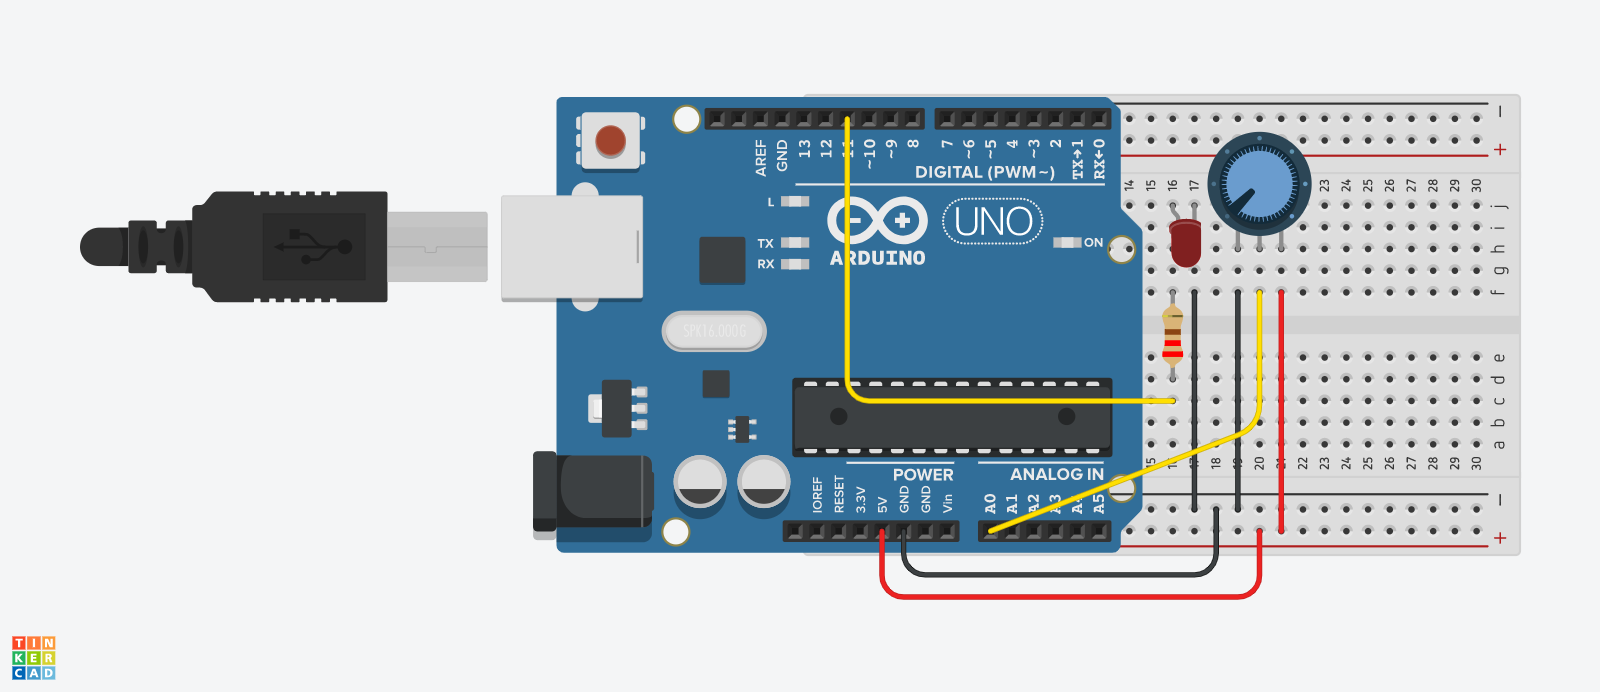 AREF
GND
13
12
~10
~9
8
7
~6
~5
4
~3
2
TX→1
RX←0
DIGITAL (PWM~)
L
TX
RX
ARDUINO
UNO
ON
SPK16.000G
POWER
ANALOG IN
IOREF
RESET
3.3V
5V
GND
GND
Vin
A0
A1
A2
A3
A5
14 15 16 17 23 24 25 26 27 28 29 30
j
i
h
g
f
e
d
c
b
a
15 16 17 18 19 20 21 22 23 24 25 26 27 28 29 30
−
+
−
+
TIN
KER
CAD